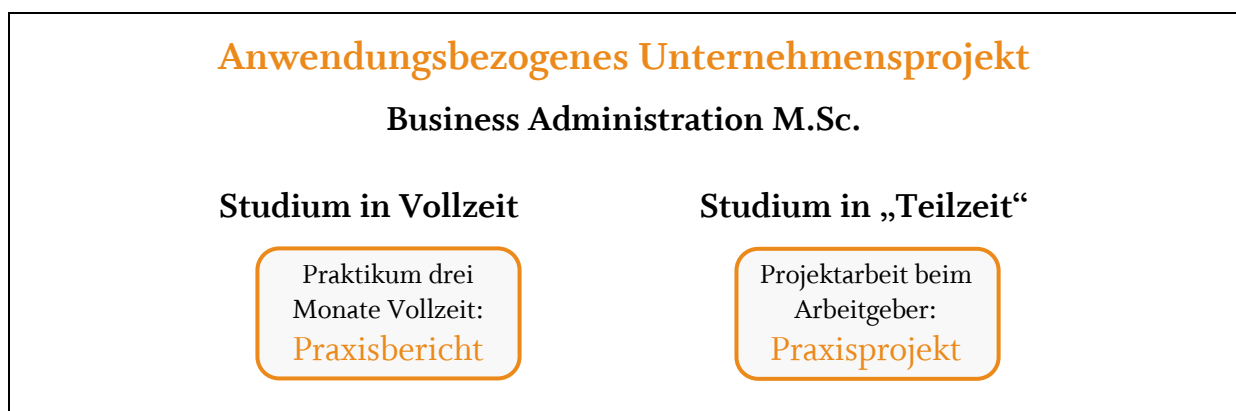 Anwendungsbezogenes Unternehmensprojekt
Business Administration M.Sc.
Studium in Vollzeit
Praktikum drei
Monate Vollzeit:
Praxisbericht
Studium in „Teilzeit“
Projektarbeit beim
Arbeitgeber:
Praxisprojekt